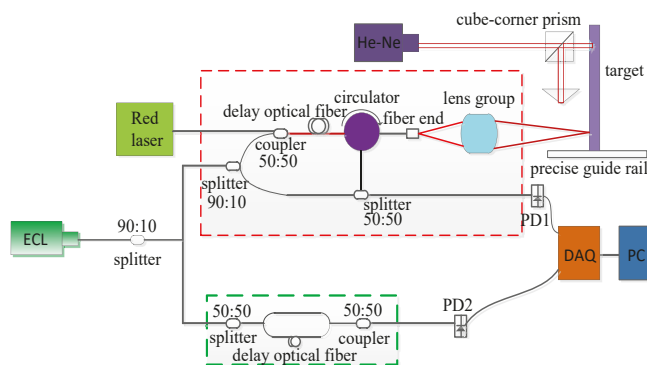 cube-corner prism
He-Ne
target
delay optical fiber
circulator
fiber end
lens group
Red
laser
coupler
50:50
precise guide rail
splitter
90:10
splitter
50:50
PD1
ECL
90:10
splitter
DAQ
PC
50:50
50:50
PD2
splitter
coupler
delay optical fiber